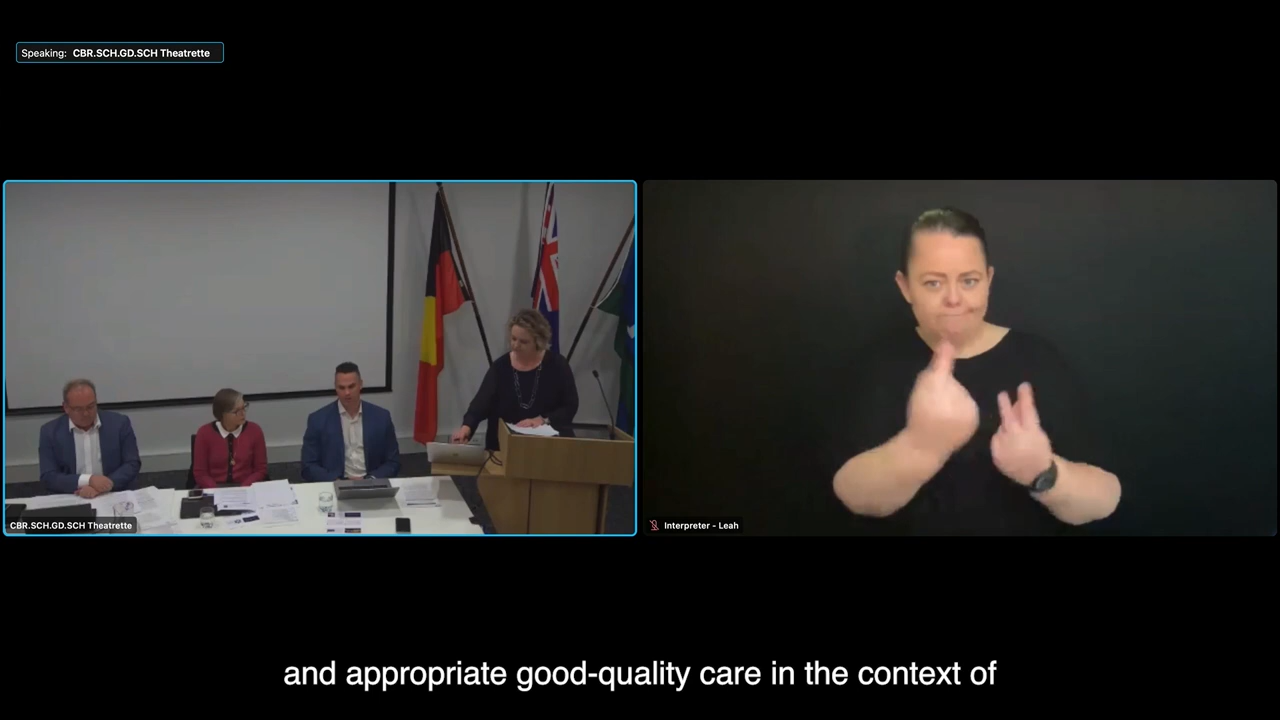 Speaking: CBR.SCH.GD.SCH Theatrette
CBR.SCH.GD.SCH Theatrette
Interpreter - Leah
and appropriate good-quality care in the context of